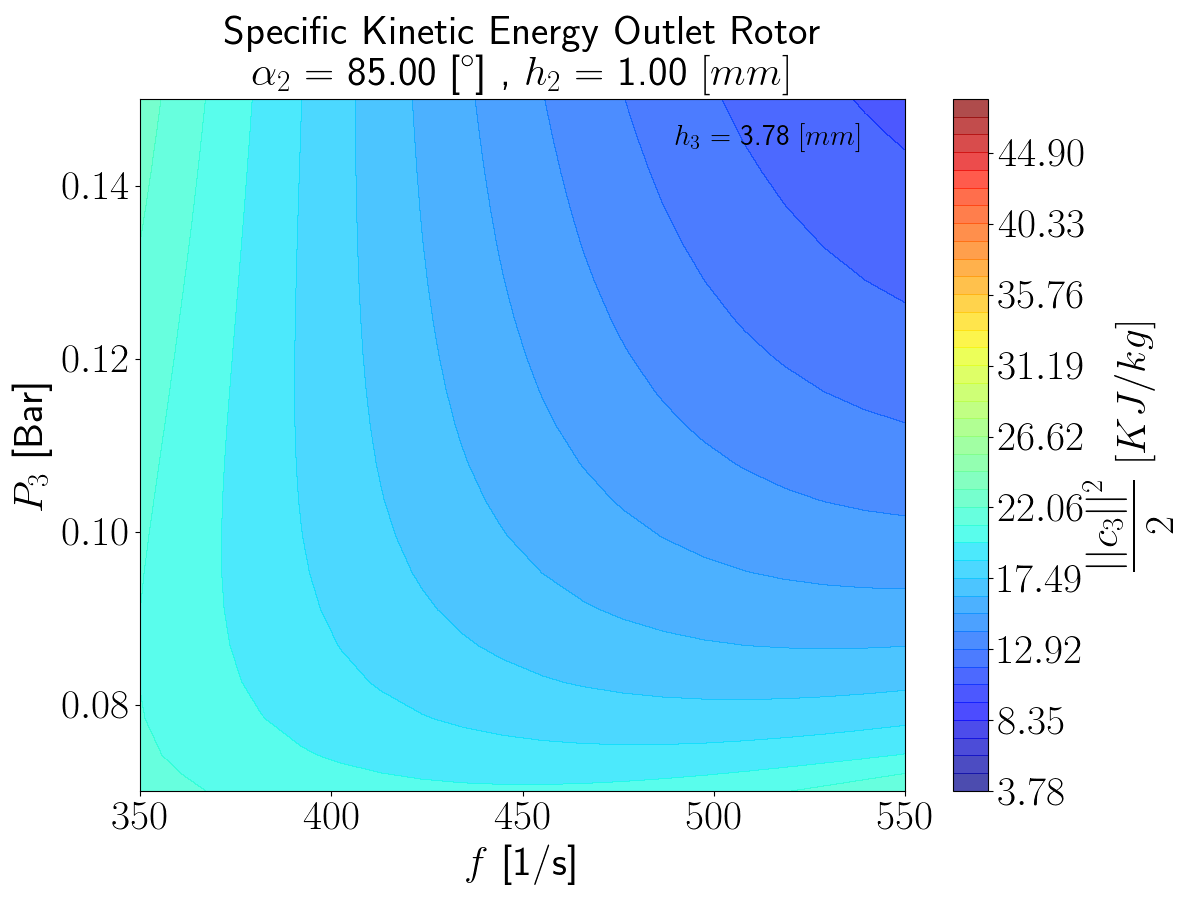 Specific Kinetic Energy Outlet Rotor
α₂ = 85.00 [°] , h₂ = 1.00 [mm]
h₃ = 3.78 [mm]
P₃ [Bar]
0.14
0.12
0.10
0.08
350 400 450 500 550
f [1/s]
44.90
40.33
35.76
31.19
26.62
22.06
17.49
12.92
8.35
3.78
||c₃||²
2
[KJ/kg]